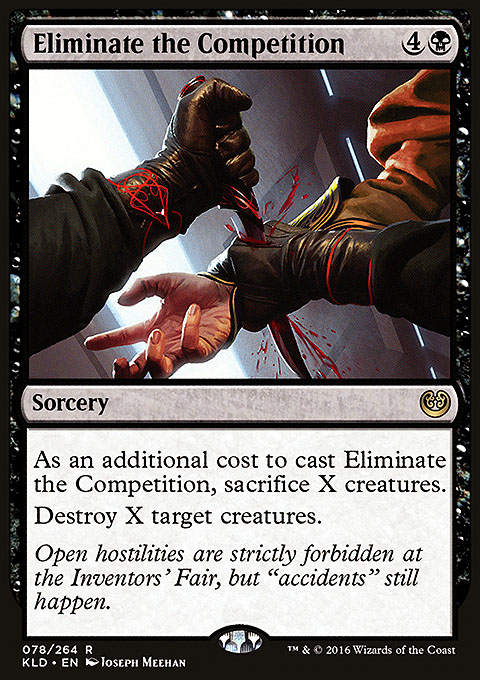 Eliminate the Competition 4
Sorcery
As an additional cost to cast Eliminate
the Competition, sacrifice X creatures.
Destroy X target creatures.
Open hostilities are strictly forbidden at
the Inventors' Fair, but “accidents” still
happen.
078/264 R
KLD • EN Joseph Meehan
™ & © 2016 Wizards of the Coast